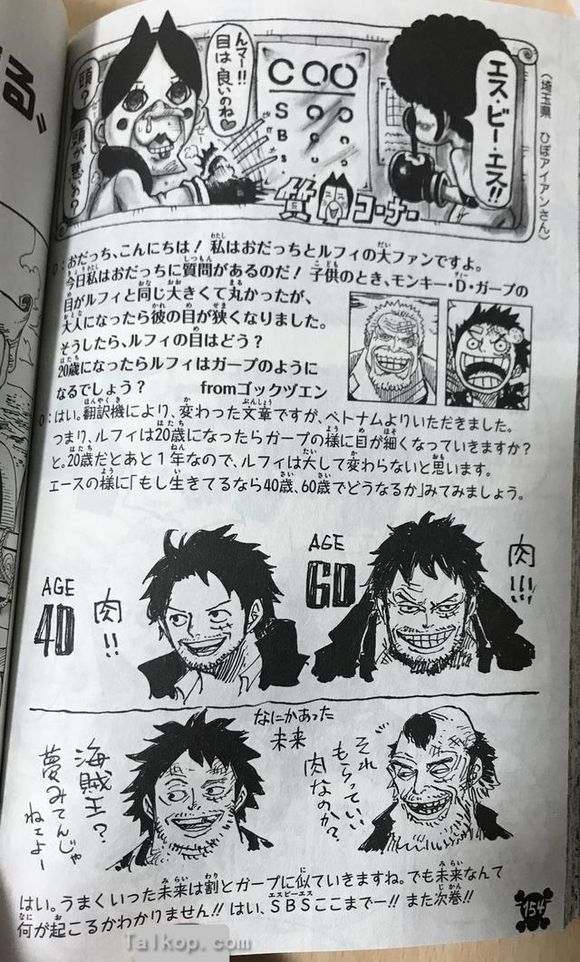 る"
エス・ビー・エス!!
(埼玉県 ひぽアイアンさん)
んマー!!
目は良いのね♡
頭?
頭が悪い?
COO
S
B
S
質問コーナー
D:おだっち、こんにちは! 私はおだっちとルフィの大ファンですよ。
今日私はおだっちに質問があるのだ! 子供のとき、モンキー・D・ガープの
目がルフィと同じ大きくて丸かったが、
大人になったら彼の目が狭くなりました。
そうしたら、ルフィの目はどう?
20歳になったらルフィはガープのように
なるでしょう? fromゴックヅエン
O:はい。翻訳機により、変わった文章ですが、ベトナムよりいただきました。
つまり、ルフィは20歳になったらガープの様に目が細くなっていきますか?
と。20歳だとあと1年なので、ルフィは大して変わらないと思います。
エースの様に「もし生きてるなら40歳、60歳でどうなるか」みてみましょう。
AGE
40
肉!!
AGE
60
肉!!!
なにかあった
未来
海賊王?
夢みてんじゃ
ねェよー
それ
もらっていい
肉なのか?
はい。うまくいった未来は割とガープに似ていきますね。でも未来なんて
何が起こるかわかりません!! はい、SBSここまでー!! また次巻!!
154
Talkop.com